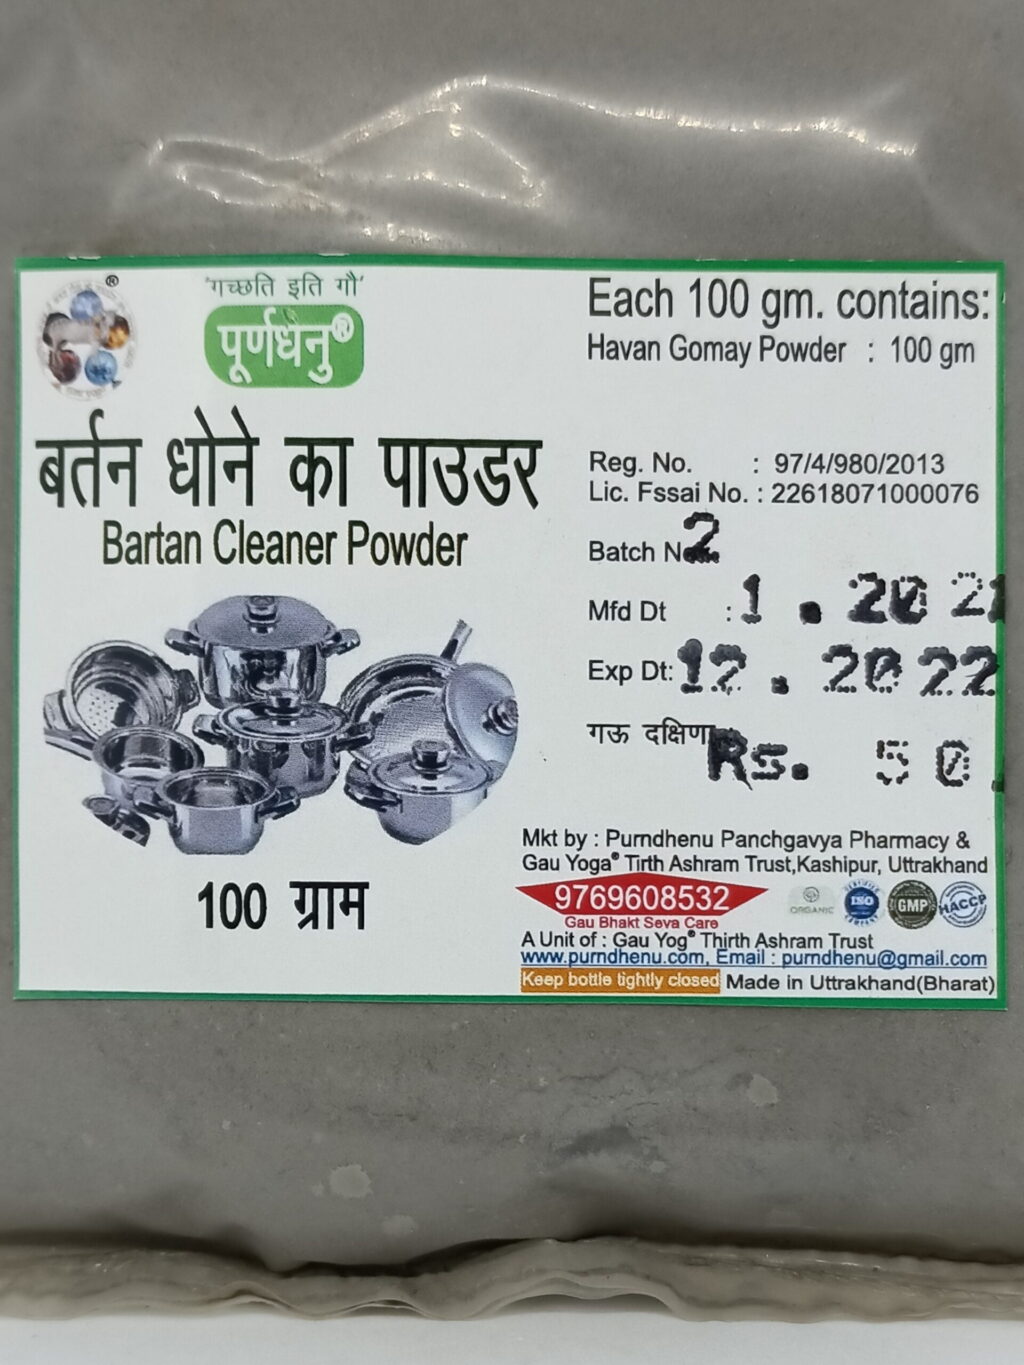 'गच्छति इति गौ'
पूर्णधेनु®
बर्तन धोने का पाउडर
Bartan Cleaner Powder
100 ग्राम
Each 100 gm. contains:
Havan Gomay Powder : 100 gm
Reg. No. : 97/4/980/2013
Lic. Fssai No. : 22618071000076
Batch 2
Mfd Dt : 1.2021
Exp Dt: 12.2022
गऊ Rs. 50
Mkt by : Purndhenu Panchgavya Pharmacy &
Gau Yoga® Tirth Ashram Trust,Kashipur, Uttrakhand
9769608532
Gau Bhakt Seva Care
ORGANIC
ISO
GMP
HACCP
A Unit of : Gau Yog® Thirth Ashram Trust
www.purndhenu.com, Email : purndhenu@gmail.com
Keep bottle tightly closed Made in Uttrakhand(Bharat)